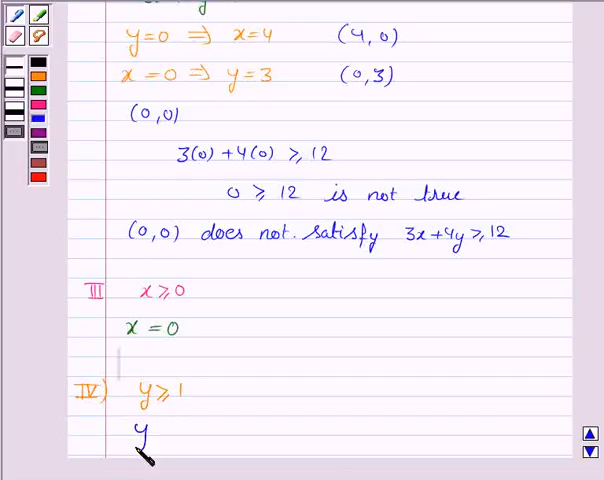 y=0 ⇒ x=4 (4,0)
x=0 ⇒ y=3 (0,3)
(0,0)
3(0)+4(0) ⩾ 12
0 ⩾ 12 is not true
(0,0) does not. satisfy 3x+4y ⩾ 12
III x ⩾ 0
x = 0
IV) y ⩾ 1
y